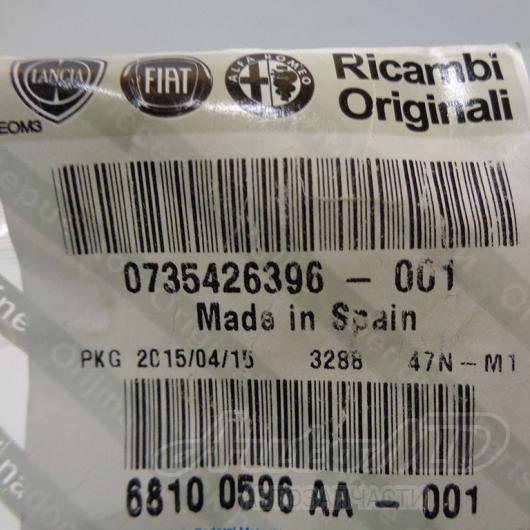 LANCIA FIAT ALFA ROMEO Ricambi
Originali
EOM3
0735426396 - 001
Made in Spain
PKG 2015/04/15 3288 47N-M1
6810 0596 AA - 001
АВТОЗАПЧАСТИ